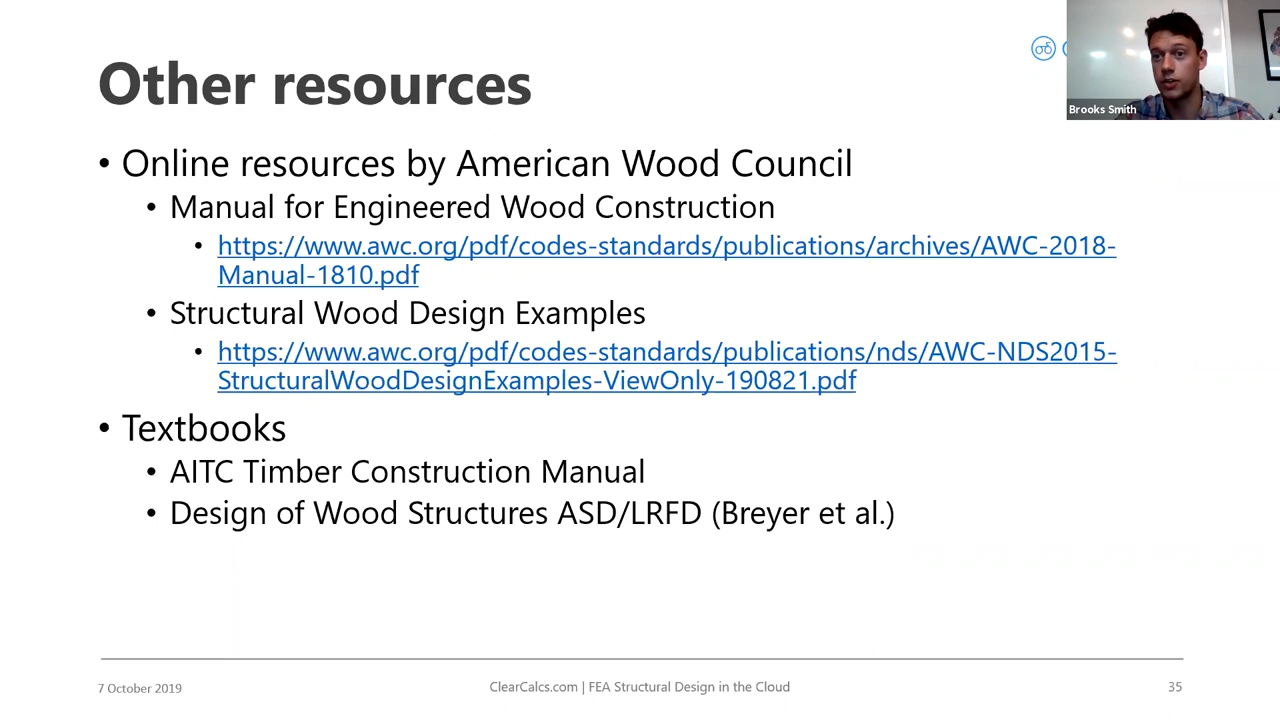 Other resources
Brooks Smith
• Online resources by American Wood Council
• Manual for Engineered Wood Construction
• https://www.awc.org/pdf/codes-standards/publications/archives/AWC-2018-
Manual-1810.pdf
• Structural Wood Design Examples
• https://www.awc.org/pdf/codes-standards/publications/nds/AWC-NDS2015-
StructuralWoodDesignExamples-ViewOnly-190821.pdf
• Textbooks
• AITC Timber Construction Manual
• Design of Wood Structures ASD/LRFD (Breyer et al.)
7 October 2019
ClearCalcs.com | FEA Structural Design in the Cloud
35